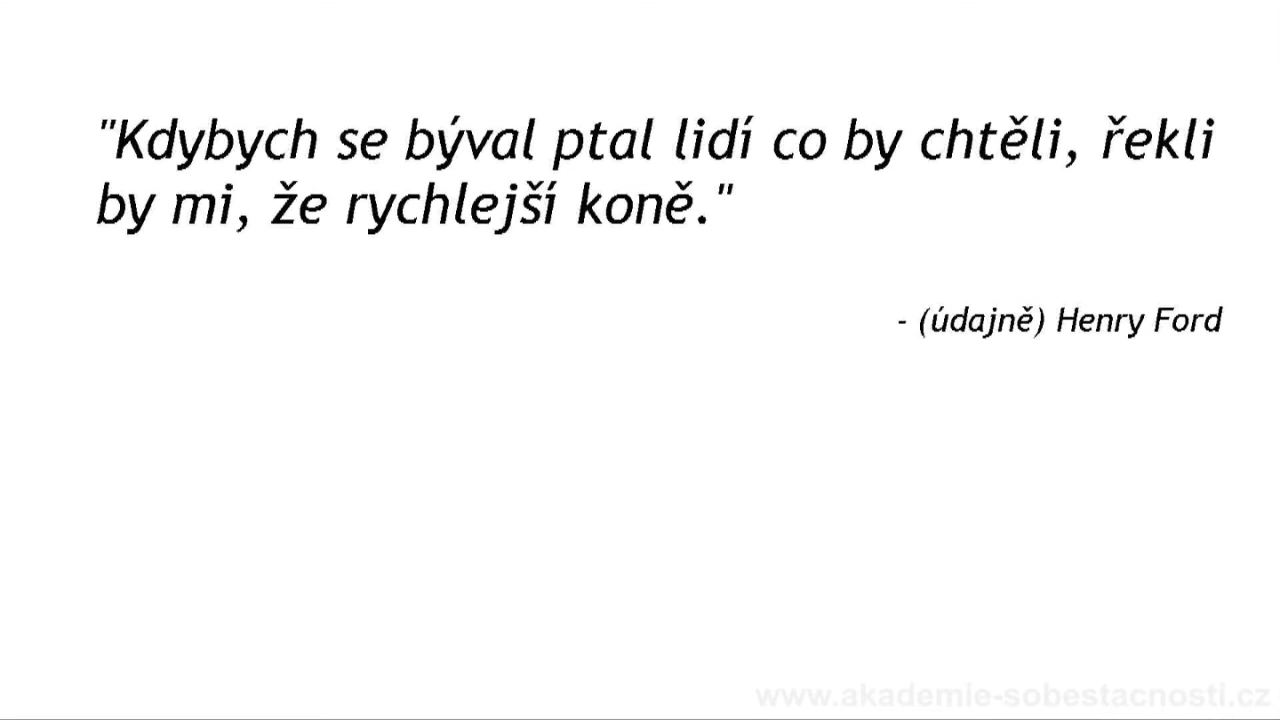 "Kdybych se býval ptal lidí co by chtěli, řekli
by mi, že rychlejší koně."
- (údajně) Henry Ford
www.akademie-sobestacnosti.cz